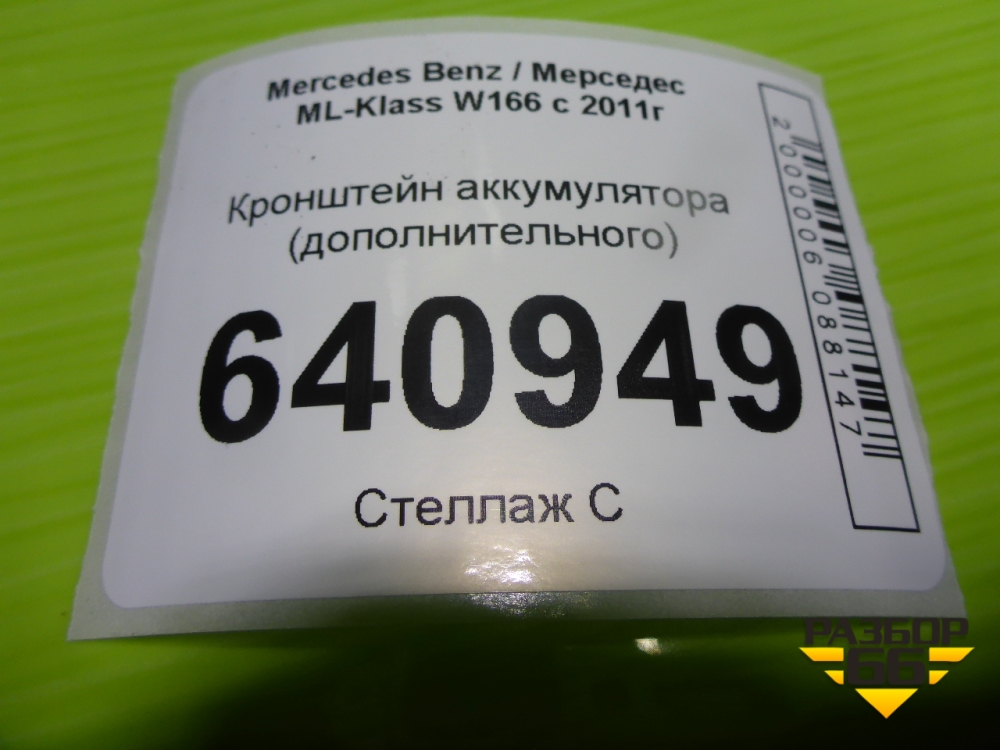 Mercedes Benz / Мерседес
ML-Klass W166 с 2011г
Кронштейн аккумулятора
(дополнительного)
640949
Стеллаж С
2000006088147
РАЗБОР
66